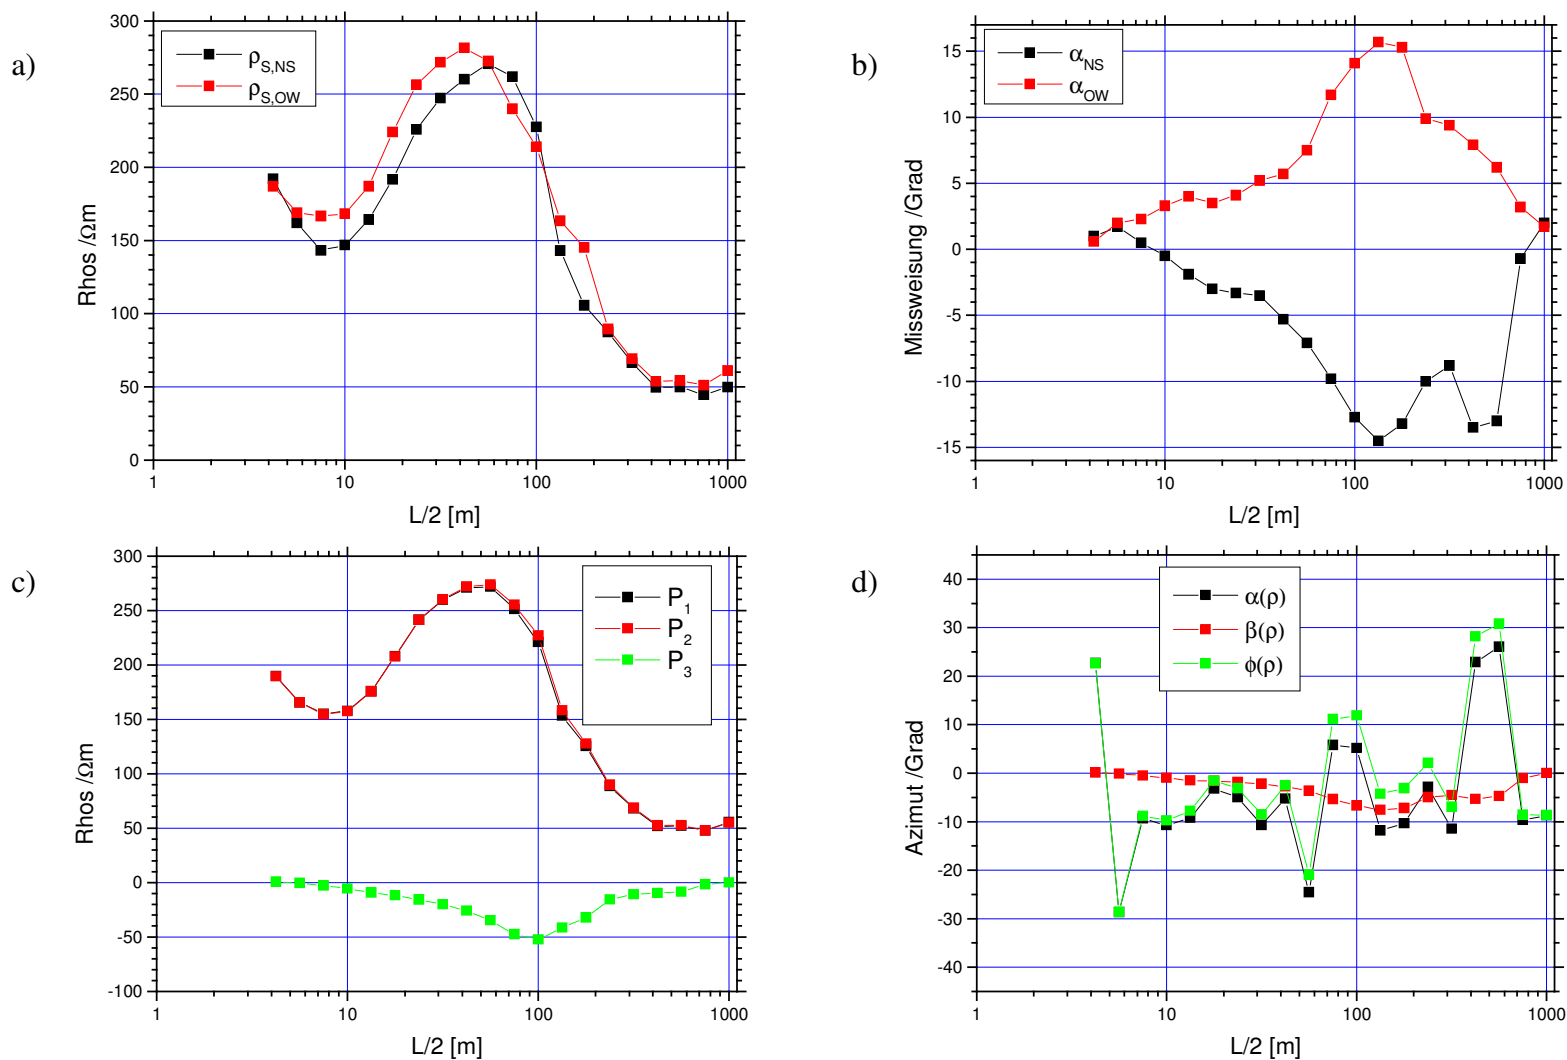 a)
300
250
200
150
100
50
0
Rhos /Ωm
ρS,NS
ρS,OW
1
10
100
1000
L/2 [m]
b)
15
10
5
0
-5
-10
-15
Missweisung /Grad
αNS
αOW
1
10
100
1000
L/2 [m]
c)
300
250
200
150
100
50
0
-50
-100
Rhos /Ωm
P1
P2
P3
1
10
100
1000
L/2 [m]
d)
40
30
20
10
0
-10
-20
-30
-40
Azimut /Grad
α(ρ)
β(ρ)
ϕ(ρ)
1
10
100
1000
L/2 [m]